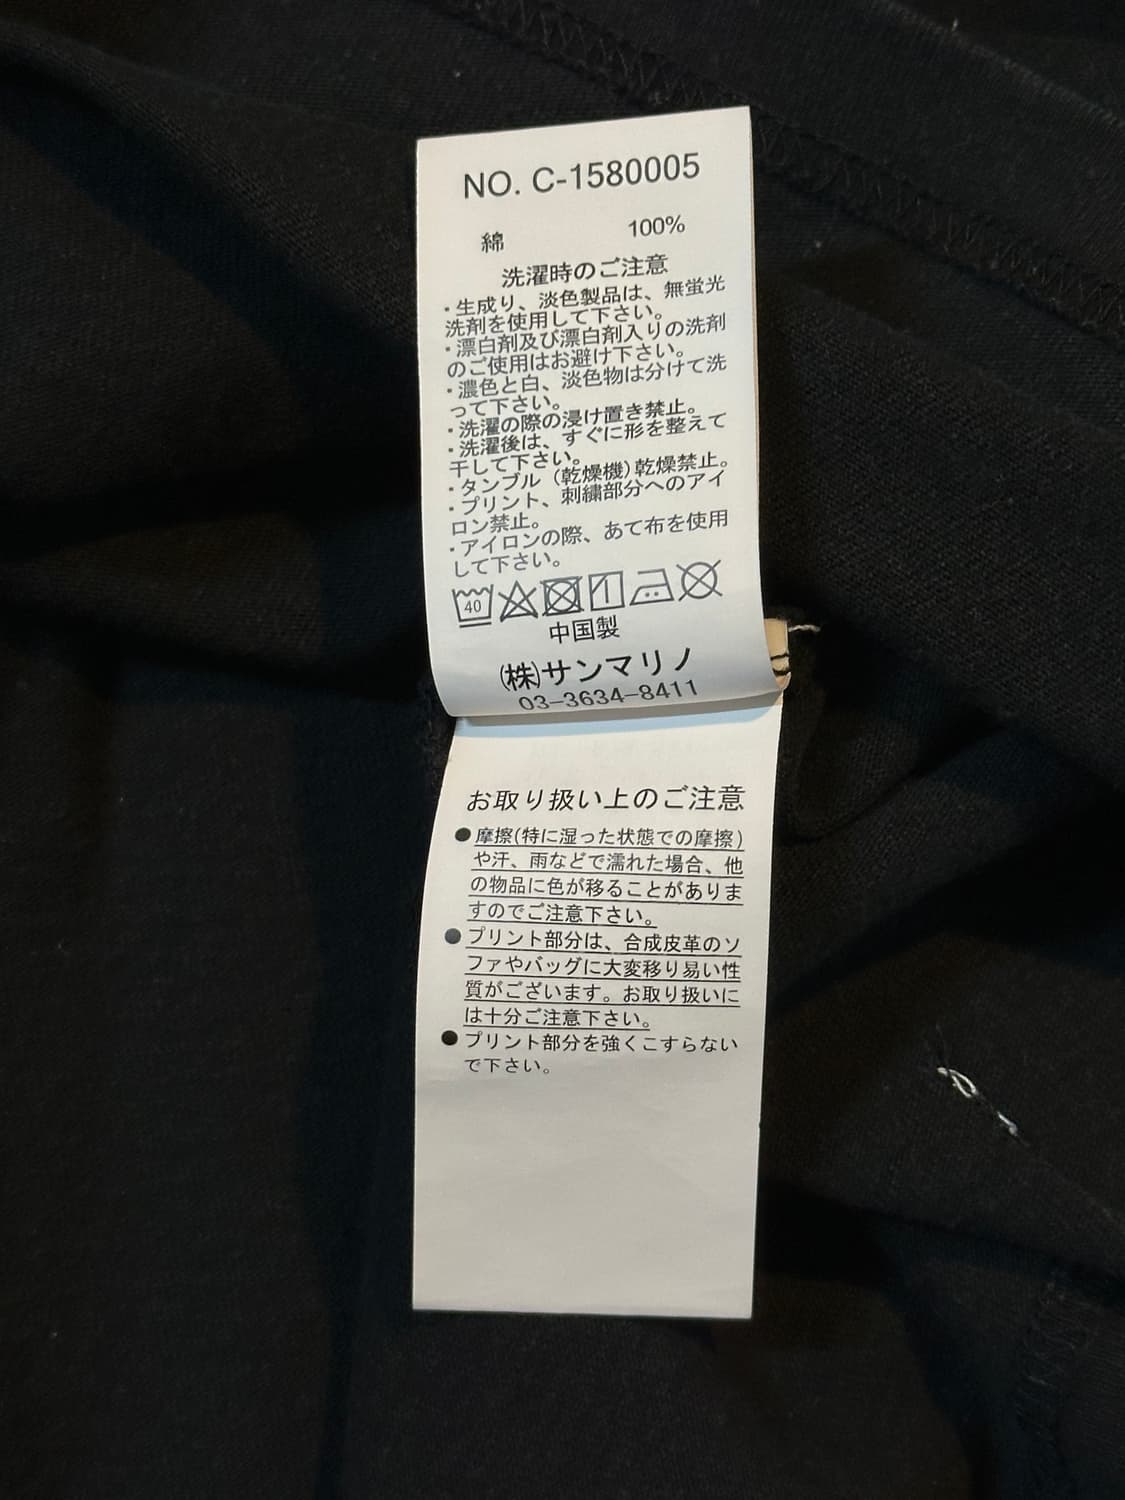 NO. C-1580005
綿 100%
洗濯時のご注意
・生成り、淡色製品は、無蛍光
洗剤を使用して下さい。
・漂白剤及び漂白剤入りの洗剤
のご使用はお避け下さい。
・濃色と白、淡色物は分けて洗
って下さい。
・洗濯の際の浸け置き禁止。
・洗濯後は、すぐに形を整えて
干して下さい。
・タンブル（乾燥機）乾燥禁止。
・プリント、刺繍部分へのアイ
ロン禁止。
・アイロンの際、あて布を使用
して下さい。
40
中国製
(株)サンマリノ
03-3634-8411
お取り扱い上のご注意
●摩擦(特に湿った状態での摩擦)
や汗、雨などで濡れた場合、他
の物品に色が移ることがありま
すのでご注意下さい。
●プリント部分は、合成皮革のソ
ファやバッグに大変移り易い性
質がございます。お取り扱いに
は十分ご注意下さい。
●プリント部分を強くこすらない
で下さい。